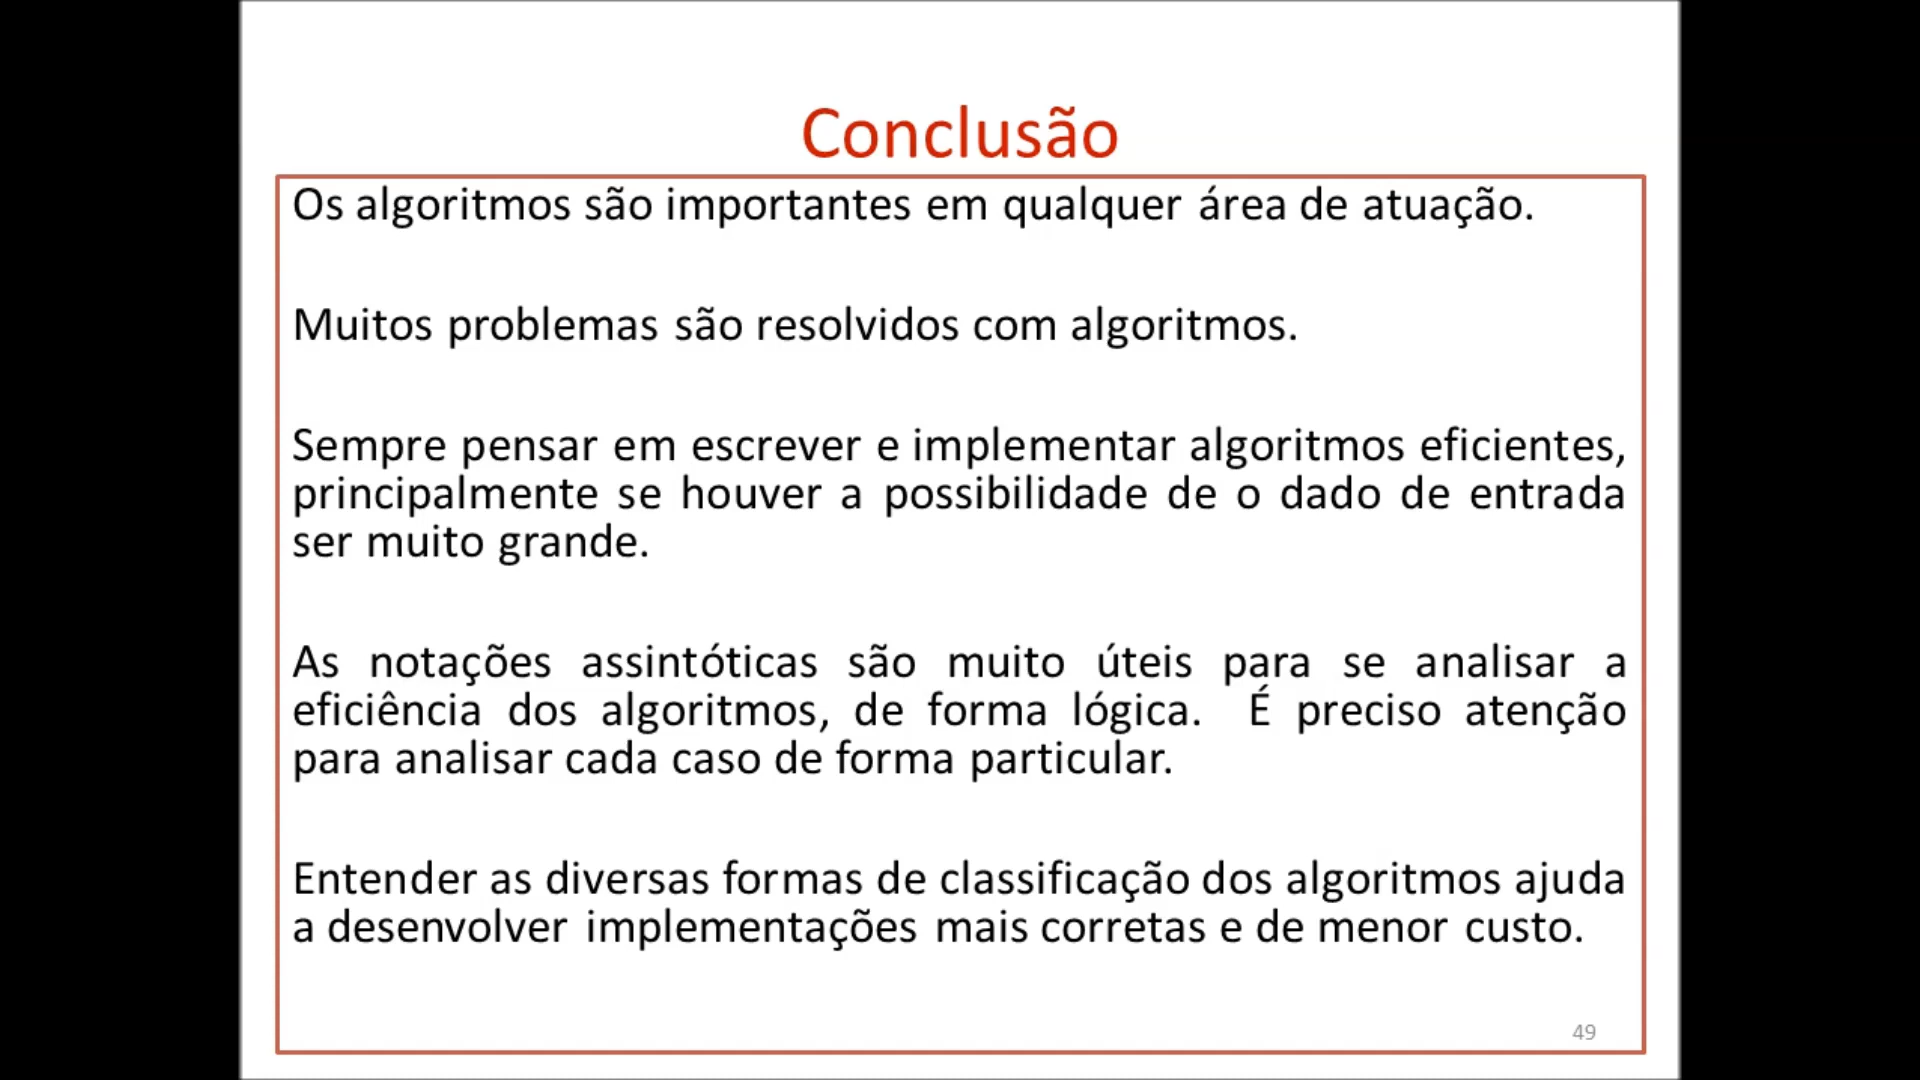 Conclusão
Os algoritmos são importantes em qualquer área de atuação.
Muitos problemas são resolvidos com algoritmos.
Sempre pensar em escrever e implementar algoritmos eficientes,
principalmente se houver a possibilidade de o dado de entrada
ser muito grande.
As notações assintóticas são muito úteis para se analisar a
eficiência dos algoritmos, de forma lógica. É preciso atenção
para analisar cada caso de forma particular.
Entender as diversas formas de classificação dos algoritmos ajuda
a desenvolver implementações mais corretas e de menor custo.
49